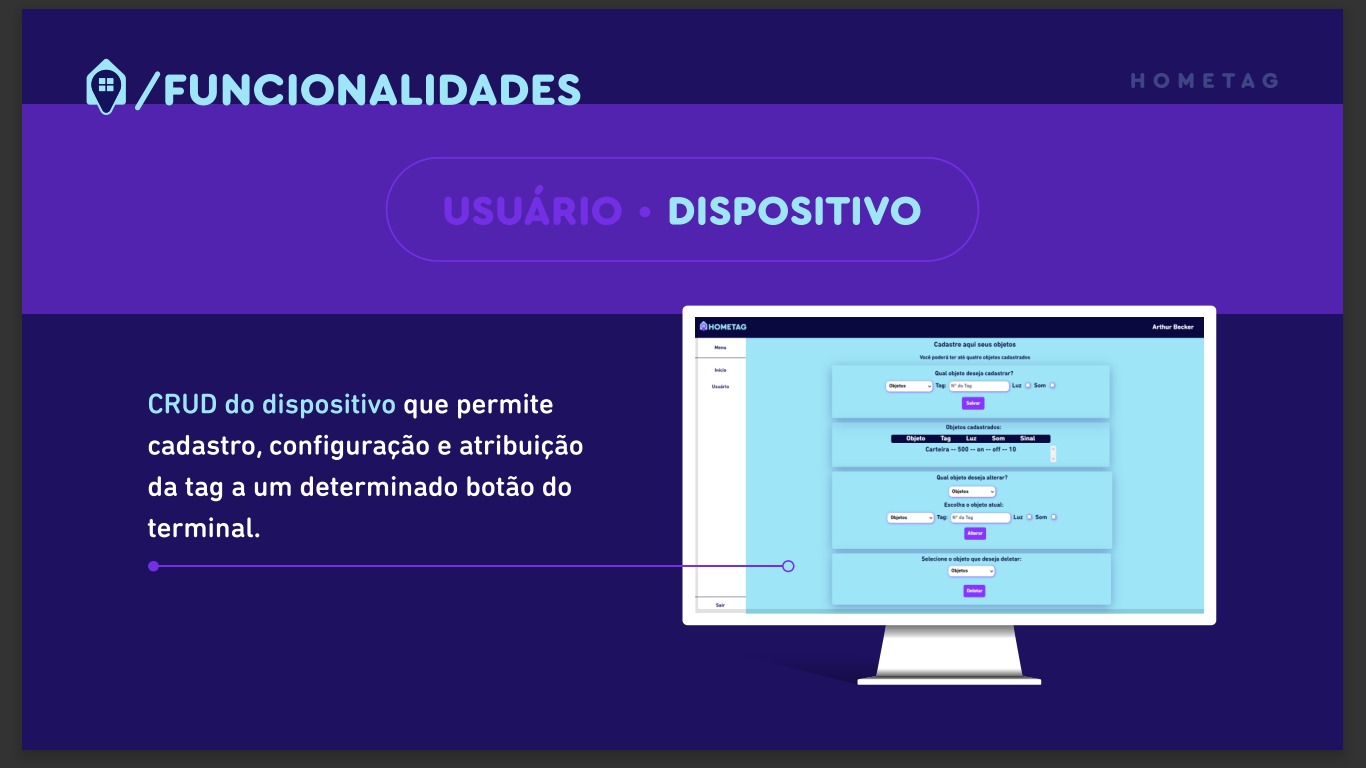 /FUNCIONALIDADES
HOMETAG
USUÁRIO • DISPOSITIVO
CRUD do dispositivo que permite
cadastro, configuração e atribuição
da tag a um determinado botão do
terminal.
HOMETAG
Arthur Becker
Menu
Início
Usuário
Sair
Cadastre aqui seus objetos
Você poderá ter até quatro objetos cadastrados
Qual objeto deseja cadastrar?
Objetos Tag: N° da Tag Luz Som
Salvar
Objetos cadastrados:
Objeto Tag Luz Som Sinal
Carteira -- 500 -- on -- off -- 10
Qual objeto deseja alterar?
Objetos
Escolha o objeto atual:
Objetos Tag: N° da Tag Luz Som
Alterar
Selecione o objeto que deseja deletar:
Objetos
Deletar